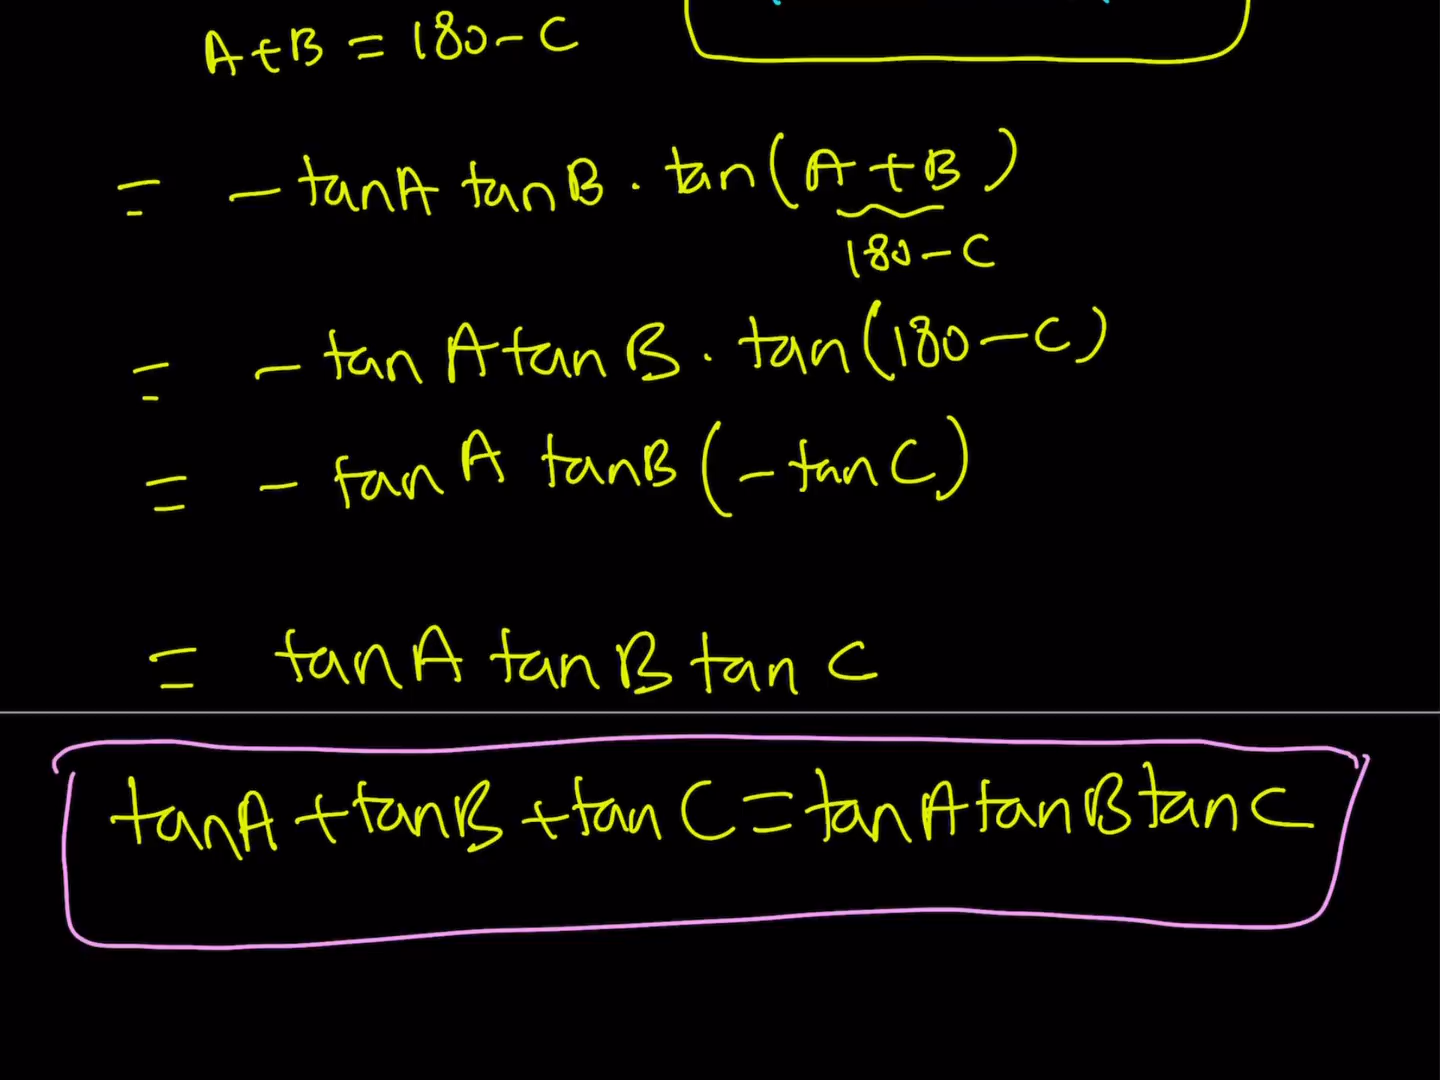 A+B = 180-C
= - tanA tanB . tan(A+B)
180-C
= - tan A tan B . tan(180-C)
= - tan A tanB (-tan C)
= tan A tan B tan C
tanA + tanB + tan C = tan A tan B tan C